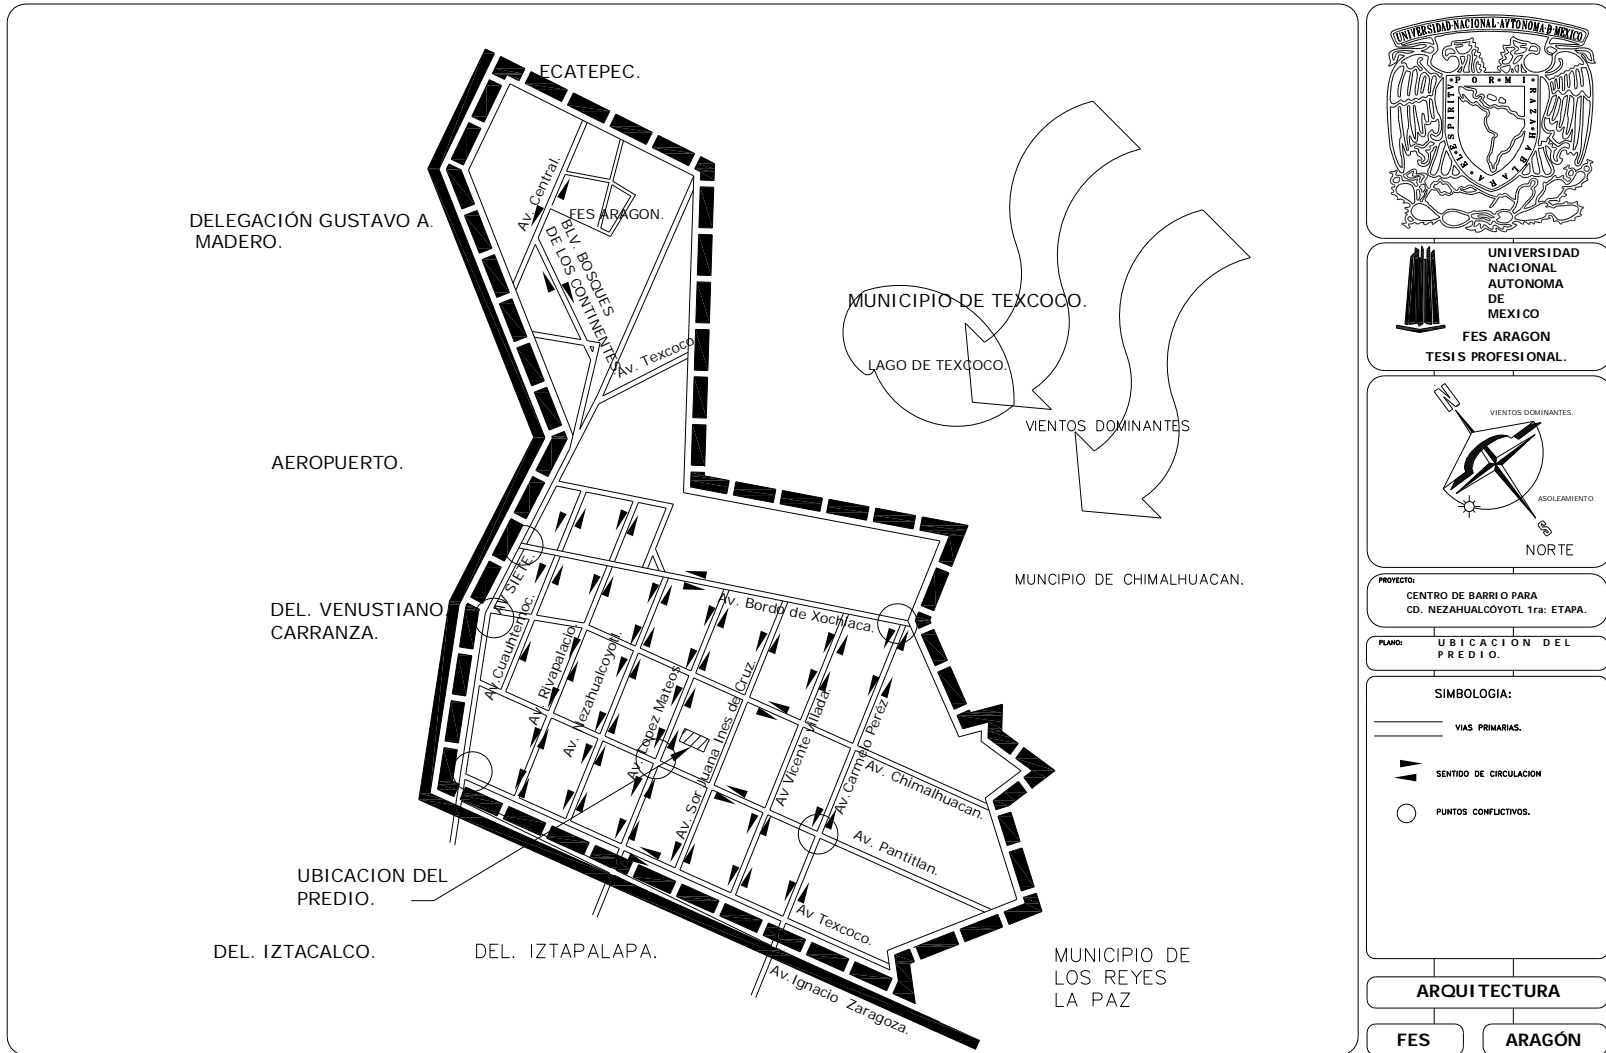 ECATEPEC.
DELEGACIÓN GUSTAVO A.
MADERO.
Av. Central.
FES ARAGON.
BLV. BOSQUES
DE LOS CONTINENTES
Av. Texcoco
MUNICIPIO DE TEXCOCO.
LAGO DE TEXCOCO.
VIENTOS DOMINANTES
AEROPUERTO.
MUNCIPIO DE CHIMALHUACAN.
DEL. VENUSTIANO
CARRANZA.
AV SIETE.
Av. Cuauhtemoc.
Av. Rivapalacio.
Av. Nezahualcoyotl.
Av. Lopez Mateos
Av. Sor Juana Ines de Cruz.
Av Vicente Villada.
Av. Carmelo Peréz
Av. Bordo de Xochiaca.
Av. Chimalhuacan.
Av. Pantitlan.
Av Texcoco.
Av. Ignacio Zaragoza.
UBICACION DEL
PREDIO.
DEL. IZTACALCO.
DEL. IZTAPALAPA.
MUNICIPIO DE
LOS REYES
LA PAZ
UNIVERSIDAD·NACIONAL·AVTONOMA·D·MEXICO
POR·MI·RAZA·HABLARA·EL·ESPIRITV
UNIVERSIDAD
NACIONAL
AUTONOMA
DE
MEXICO
FES ARAGON
TESIS PROFESIONAL.
N
VIENTOS DOMINANTES.
ASOLEAMIENTO.
S
NORTE
PROYECTO:
CENTRO DE BARRIO PARA
CD. NEZAHUALCÓYOTL 1ra: ETAPA.
PLANO: UBICACION DEL
PREDIO.
SIMBOLOGIA:
VIAS PRIMARIAS.
SENTIDO DE CIRCULACION
PUNTOS CONFLICTIVOS.
ARQUITECTURA
FES
ARAGÓN